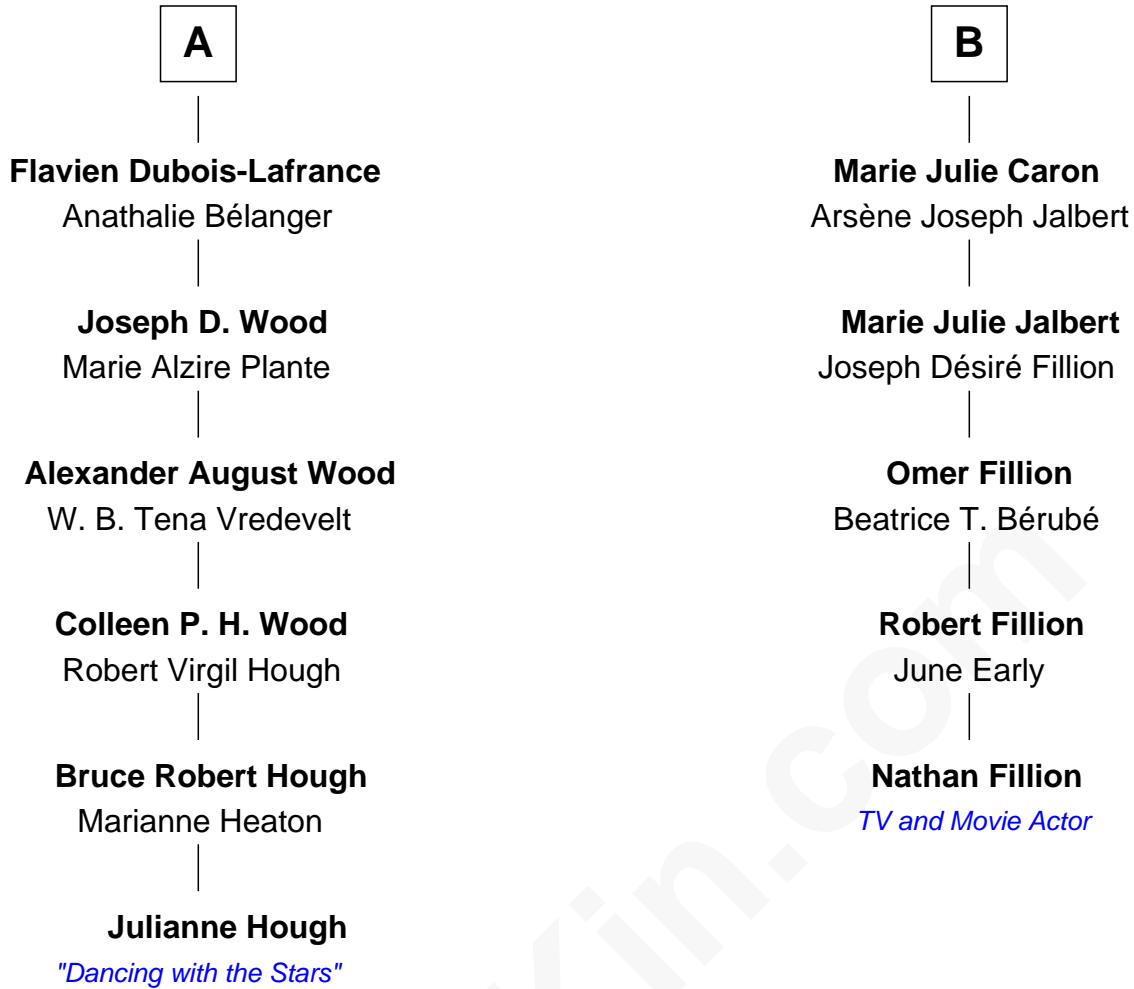 A
Flavien Dubois-Lafrance
Anathalie Bélanger
Joseph D. Wood
Marie Alzire Plante
Alexander August Wood
W. B. Tena Vredevelt
Colleen P. H. Wood
Robert Virgil Hough
Bruce Robert Hough
Marianne Heaton
Julianne Hough
"Dancing with the Stars"
B
Marie Julie Caron
Arsène Joseph Jalbert
Marie Julie Jalbert
Joseph Désiré Fillion
Omer Fillion
Beatrice T. Bérubé
Robert Fillion
June Early
Nathan Fillion
TV and Movie Actor
Kin.com